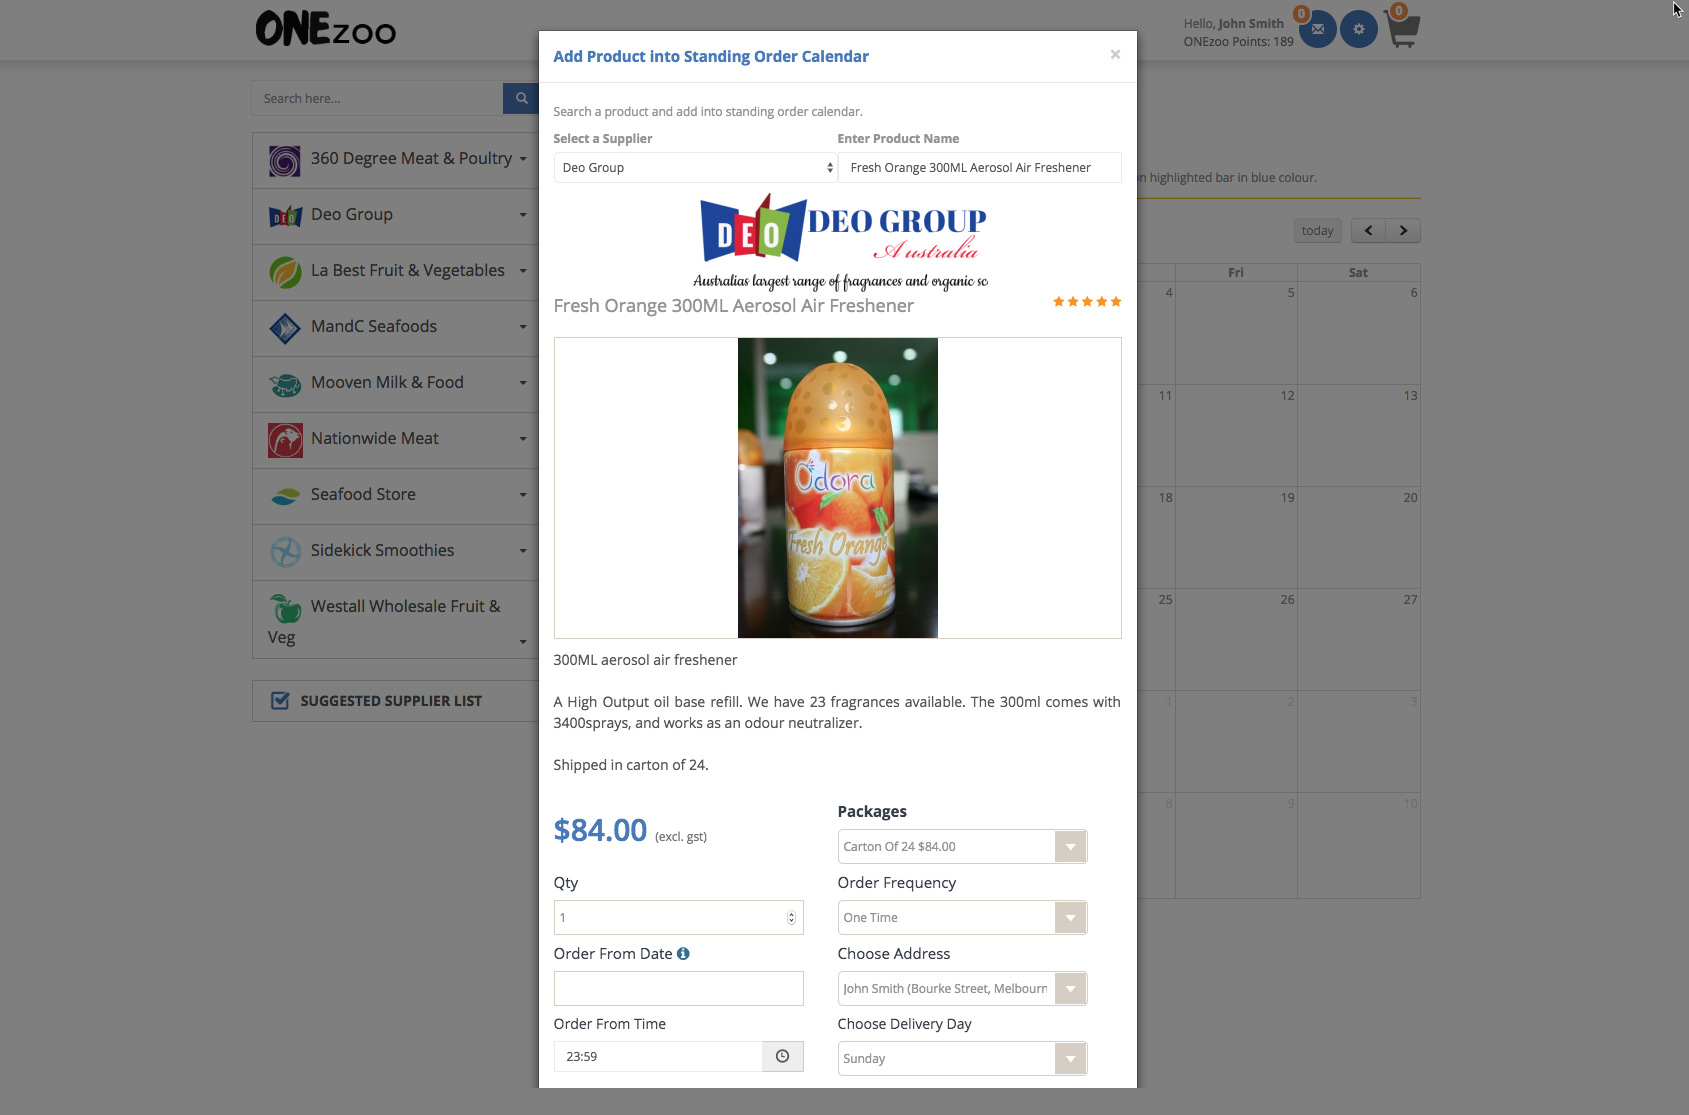 ONEzoo
Hello, John Smith
ONEzoo Points: 189
0
0
Search here...
360 Degree Meat & Poultry
Deo Group
La Best Fruit & Vegetables
MandC Seafoods
Mooven Milk & Food
Nationwide Meat
Seafood Store
Sidekick Smoothies
Westall Wholesale Fruit &
Veg
SUGGESTED SUPPLIER LIST
Add Product into Standing Order Calendar
×
Search a product and add into standing order calendar.
Select a Supplier
Enter Product Name
Deo Group
Fresh Orange 300ML Aerosol Air Freshener
DEO
DEO GROUP
Australia
Australias largest range of fragrances and organic sc
Fresh Orange 300ML Aerosol Air Freshener
Odora
Fresh Orange
300ML aerosol air freshener
A High Output oil base refill. We have 23 fragrances available. The 300ml comes with
3400sprays, and works as an odour neutralizer.
Shipped in carton of 24.
$84.00 (excl. gst)
Packages
Carton Of 24 $84.00
Qty
1
Order Frequency
One Time
Order From Date
Choose Address
John Smith (Bourke Street, Melbourn
Order From Time
23:59
Choose Delivery Day
Sunday
n highlighted bar in blue colour.
today
Fri
Sat
4
5
6
11
12
13
18
19
20
25
26
27
1
2
3
8
9
10